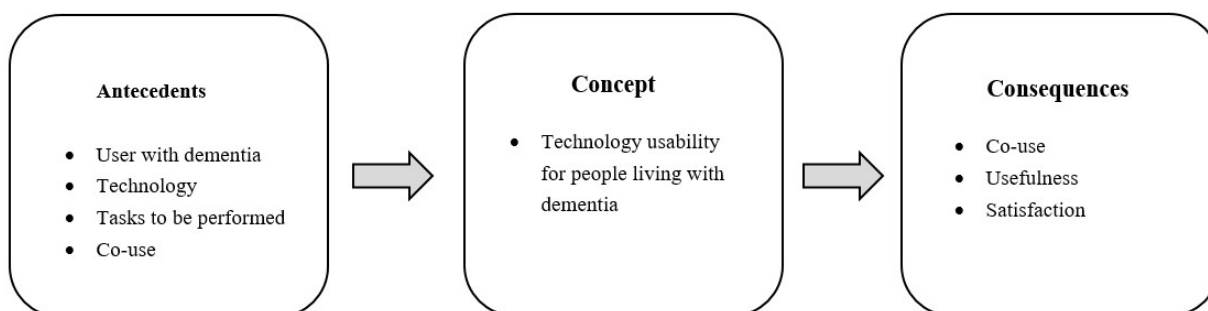 Antecedents
• User with dementia
• Technology
• Tasks to be performed
• Co-use
Concept
• Technology usability
for people living with
dementia
Consequences
• Co-use
• Usefulness
• Satisfaction